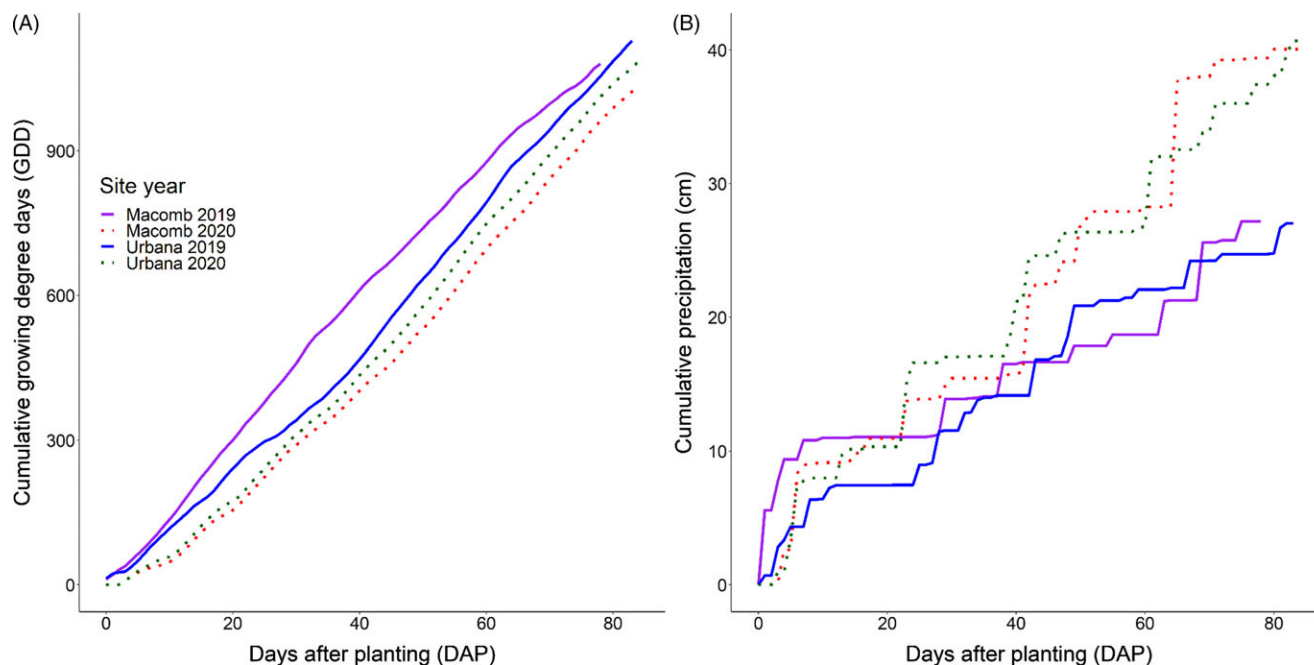 (A)
Cumulative growing degree days (GDD)
900
600
300
0
Site year
Macomb 2019
Macomb 2020
Urbana 2019
Urbana 2020
0 20 40 60 80
Days after planting (DAP)
(B)
Cumulative precipitation (cm)
40
30
20
10
0
0 20 40 60 80
Days after planting (DAP)